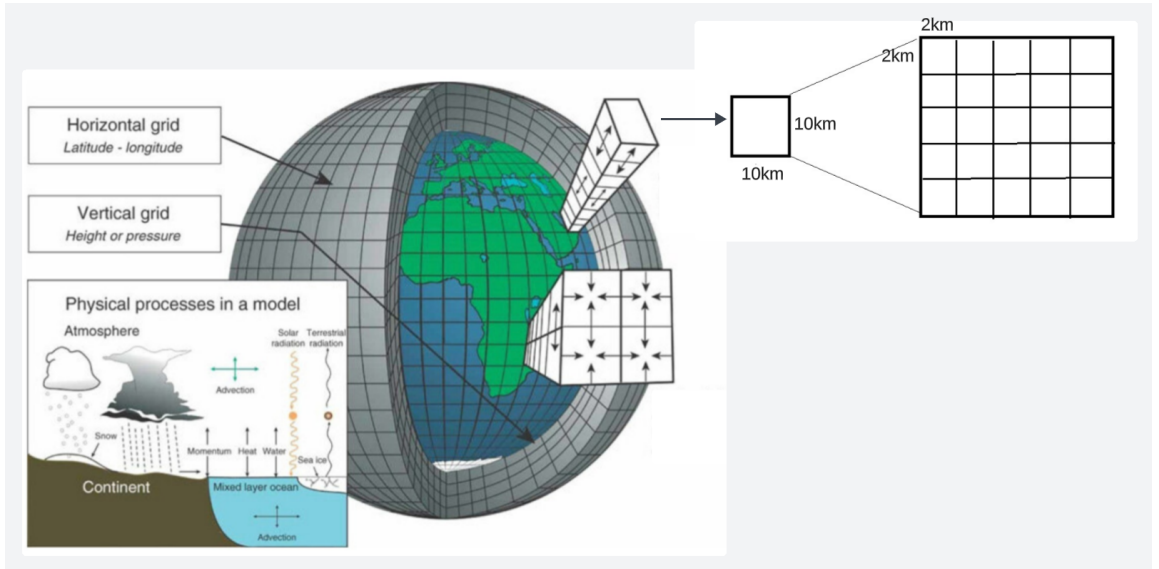 Horizontal grid
Latitude - longitude
Vertical grid
Height or pressure
Physical processes in a model
Atmosphere
Solar
radiation
Terrestrial
radiation
Advection
Snow
Momentum
Heat
Water
Sea ice
Continent
Mixed layer ocean
Advection
10km
10km
2km
2km